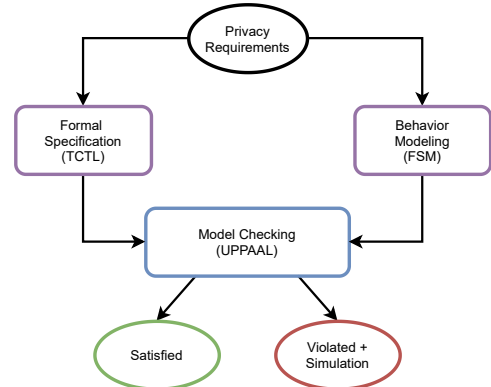 Privacy
Requirements
Formal
Specification
(TCTL)
Behavior
Modeling
(FSM)
Model Checking
(UPPAAL)
Satisfied
Violated +
Simulation